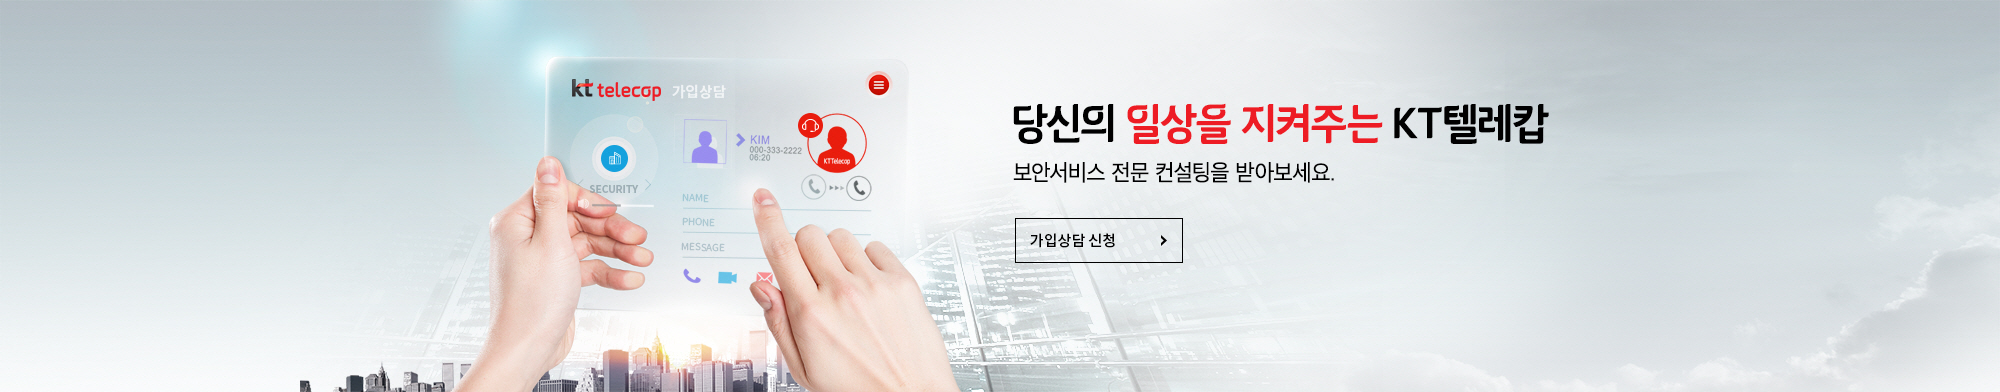 kt telecop 가입상담
KIM
000-333-2222
06:20
KTTelecop
SECURITY
NAME
PHONE
MESSAGE
당신의 일상을 지켜주는 KT텔레캅
보안서비스 전문 컨설팅을 받아보세요.
가입상담 신청